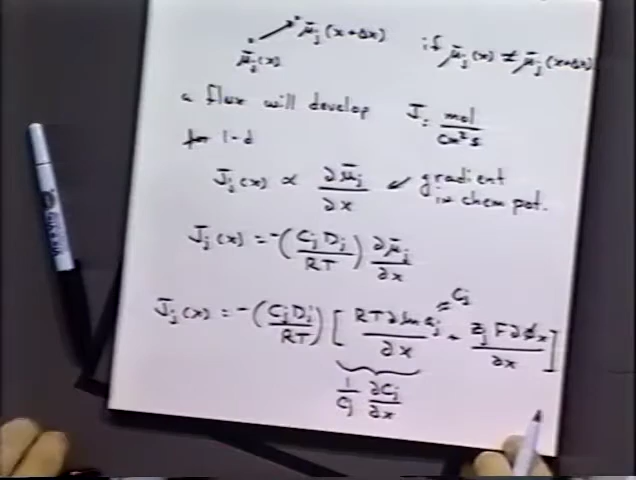 μ̄ⱼ(x+Δx) if μ̄ⱼ(x) ≠ μ̄ⱼ(x+Δx)
μ̄ⱼ(x)
a flux will develop J: mol/cm²s
for 1-d
Jⱼ(x) ∝ ∂μ̄ⱼ/∂x ← gradient
in chem pot.
Jⱼ(x) = -(CⱼDⱼ/RT) ∂μ̄ⱼ/∂x
Jⱼ(x) = -(CⱼDⱼ/RT) [RT∂ln aⱼ/∂x + zⱼF∂ϕₓ/∂x]
≈ Cⱼ
1/Cⱼ ∂Cⱼ/∂x